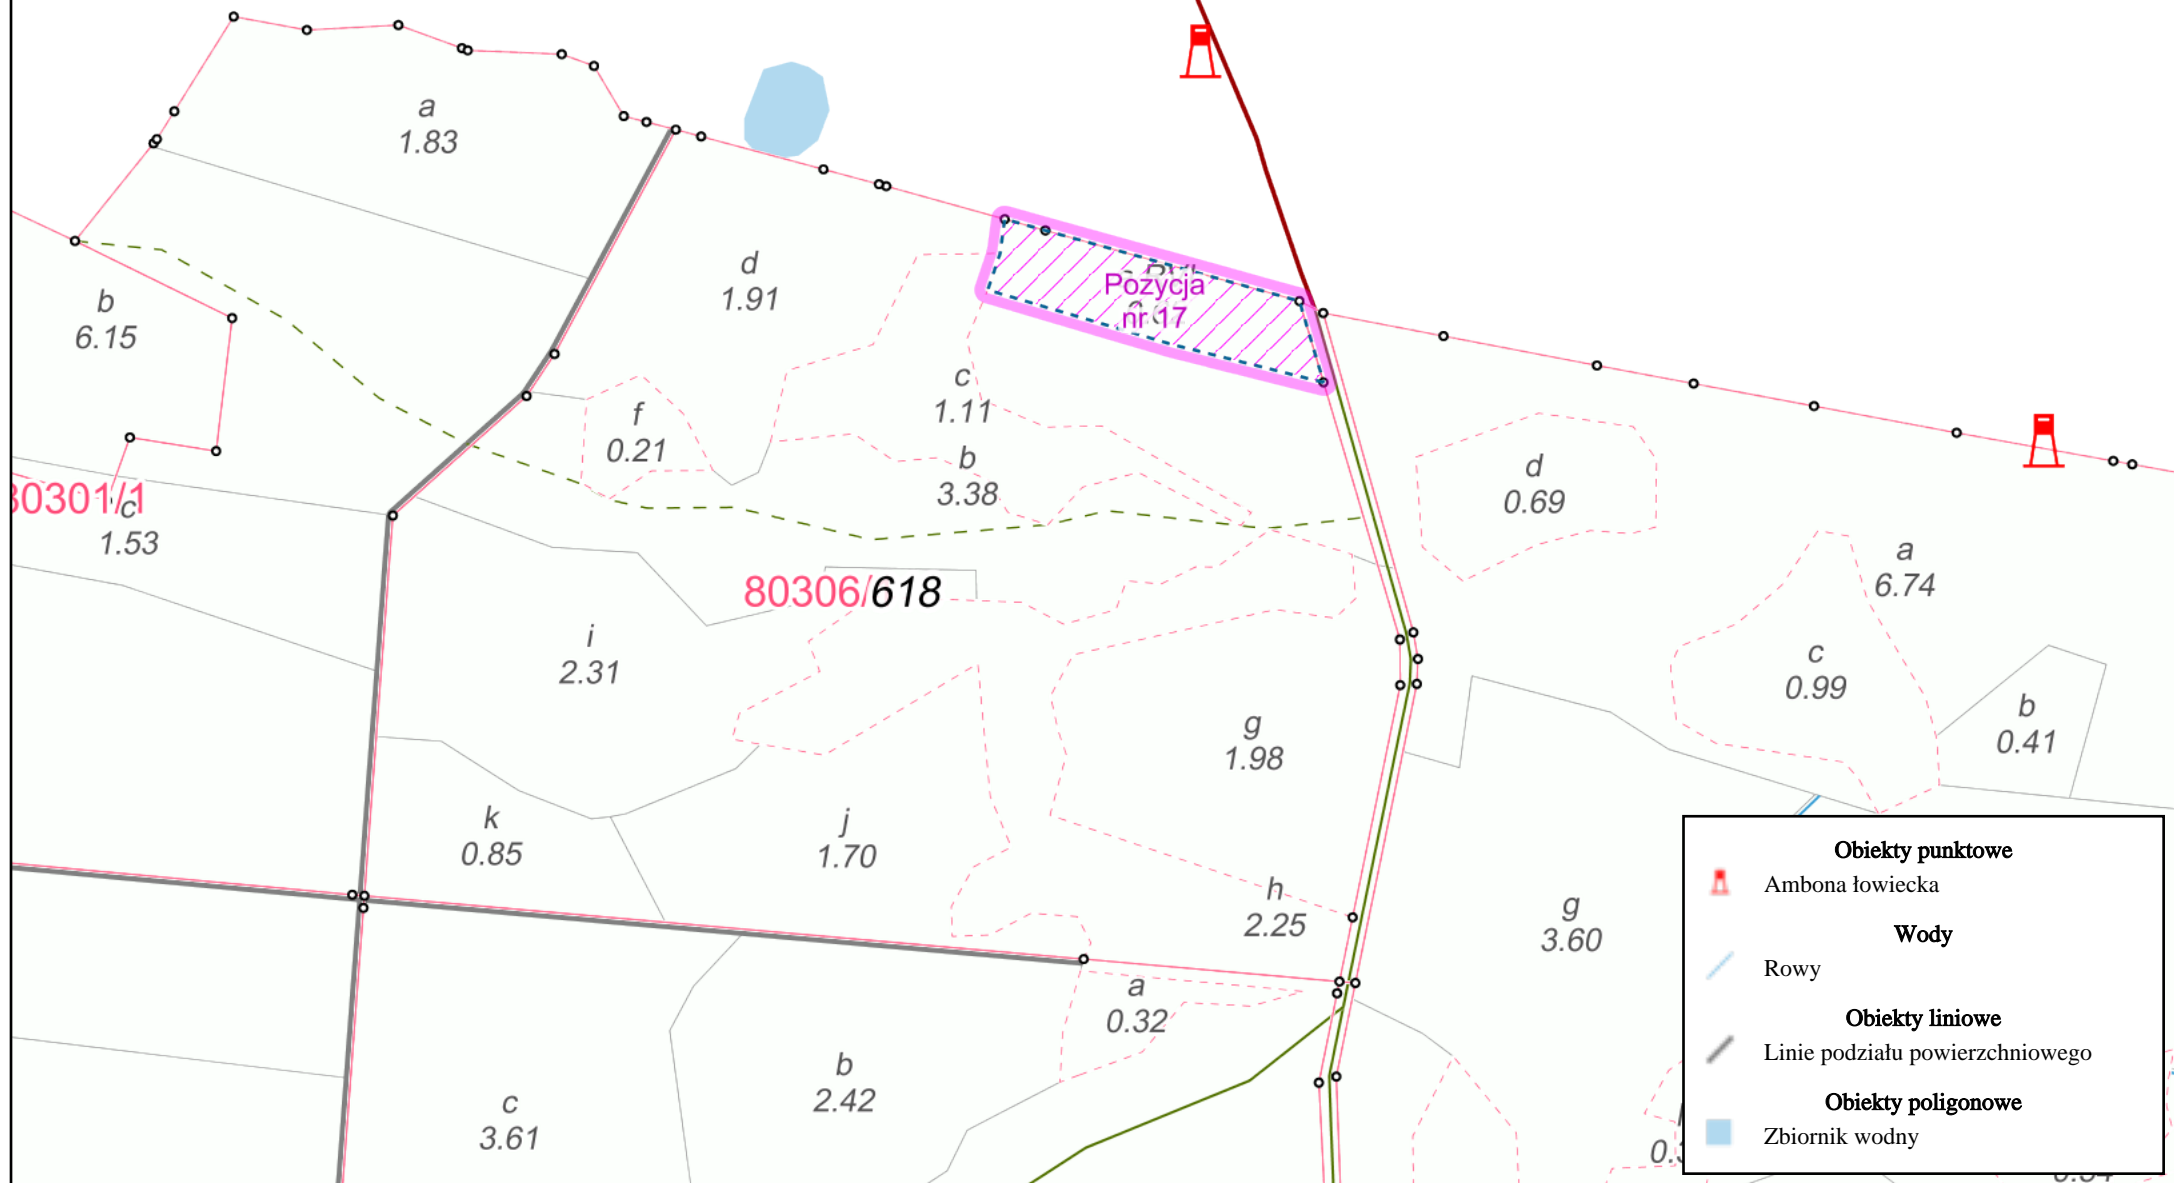 a
1.83
d
1.91
b
6.15
Pozycja
nr 17
c
1.11
f
0.21
b
3.38
d
0.69
80301/1
c
1.53
a
6.74
80306/618
i
2.31
c
0.99
b
0.41
g
1.98
k
0.85
j
1.70
h
2.25
g
3.60
a
0.32
b
2.42
c
3.61
Obiekty punktowe
Ambona łowiecka
Wody
Rowy
Obiekty liniowe
Linie podziału powierzchniowego
Obiekty poligonowe
Zbiornik wodny